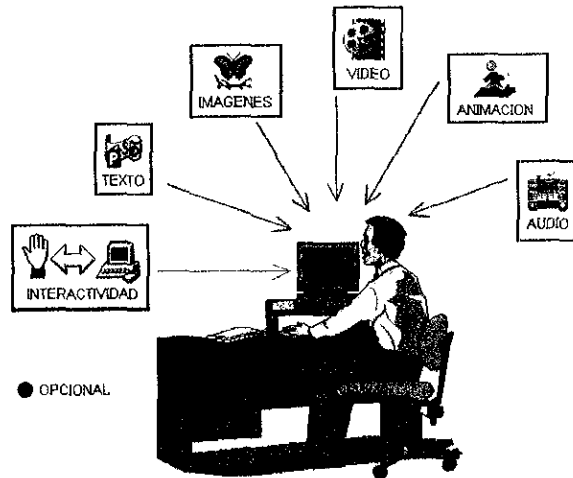 VIDEO
IMAGENES
ANIMACION
TEXTO
AUDIO
INTERACTIVIDAD
OPCIONAL